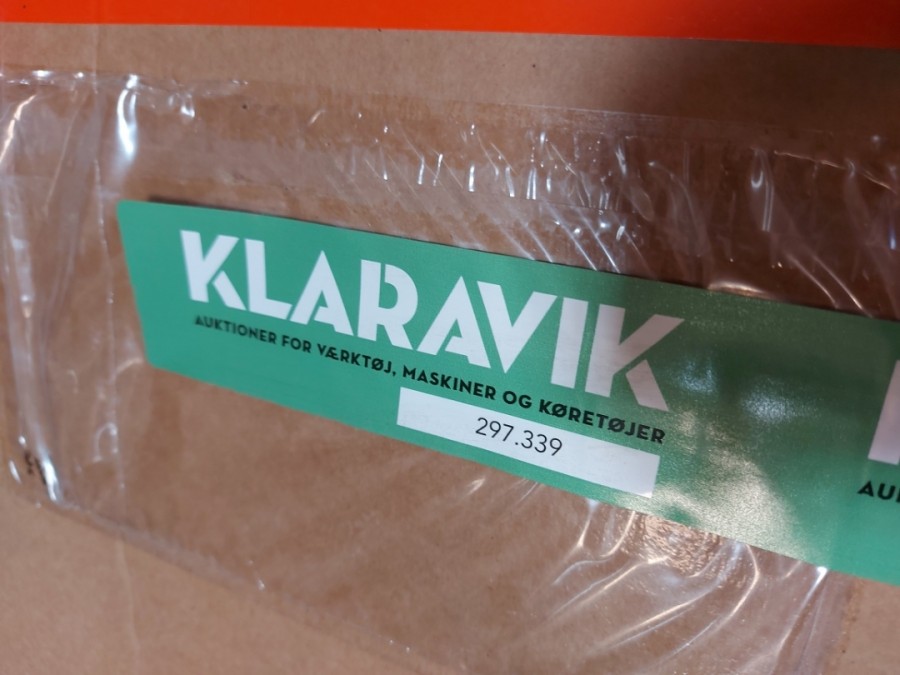 KLARAVIK
AUKTIONER FOR VÆRKTØJ, MASKINER OG KØRETØJER
297.339